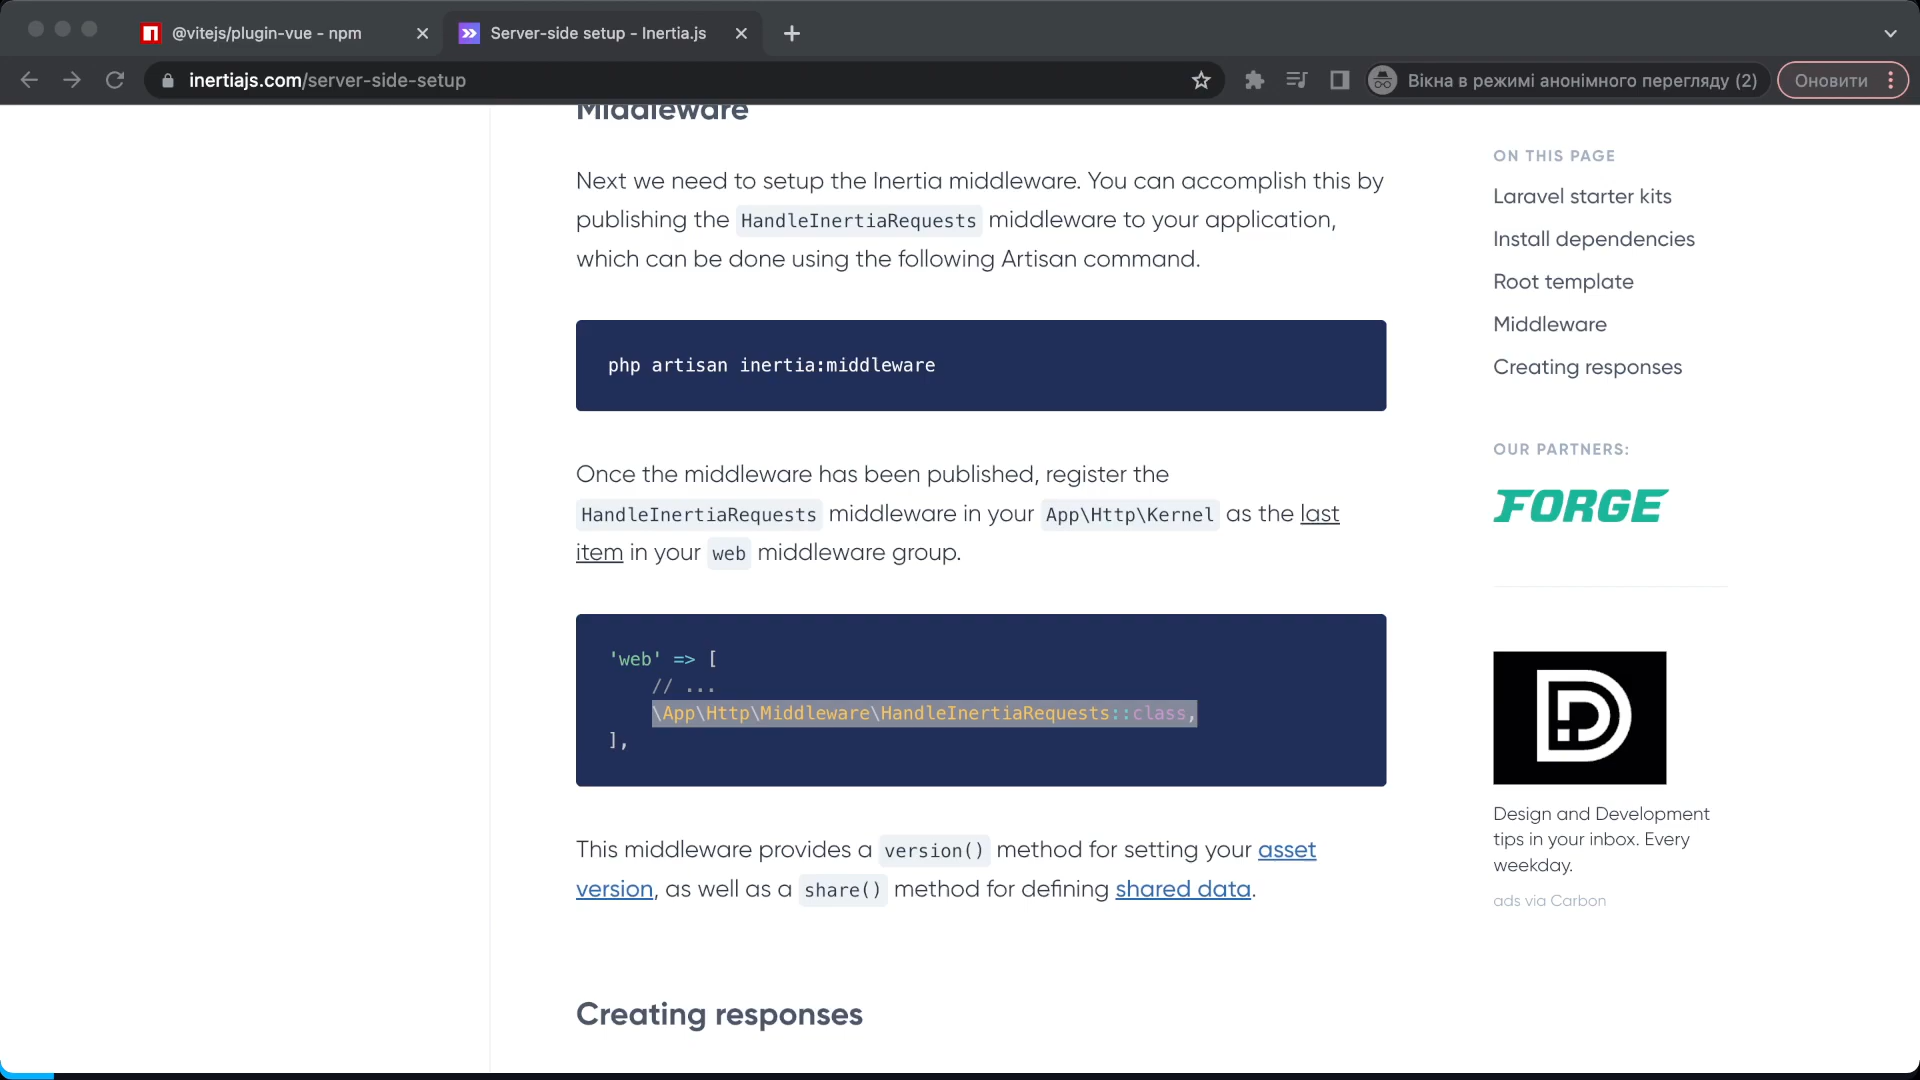 @vitejs/plugin-vue - npm
Server-side setup - Inertia.js
inertiajs.com/server-side-setup
Вікна в режимі анонімного перегляду (2)
Оновити
Middleware
Next we need to setup the Inertia middleware. You can accomplish this by
publishing the HandleInertiaRequests middleware to your application,
which can be done using the following Artisan command.
php artisan inertia:middleware
Once the middleware has been published, register the
HandleInertiaRequests middleware in your App\Http\Kernel as the last
item in your web middleware group.
'web' => [
// ...
\App\Http\Middleware\HandleInertiaRequests::class,
],
This middleware provides a version() method for setting your asset
version, as well as a share() method for defining shared data.
Creating responses
ON THIS PAGE
Laravel starter kits
Install dependencies
Root template
Middleware
Creating responses
OUR PARTNERS:
FORGE
Design and Development
tips in your inbox. Every
weekday.
ads via Carbon